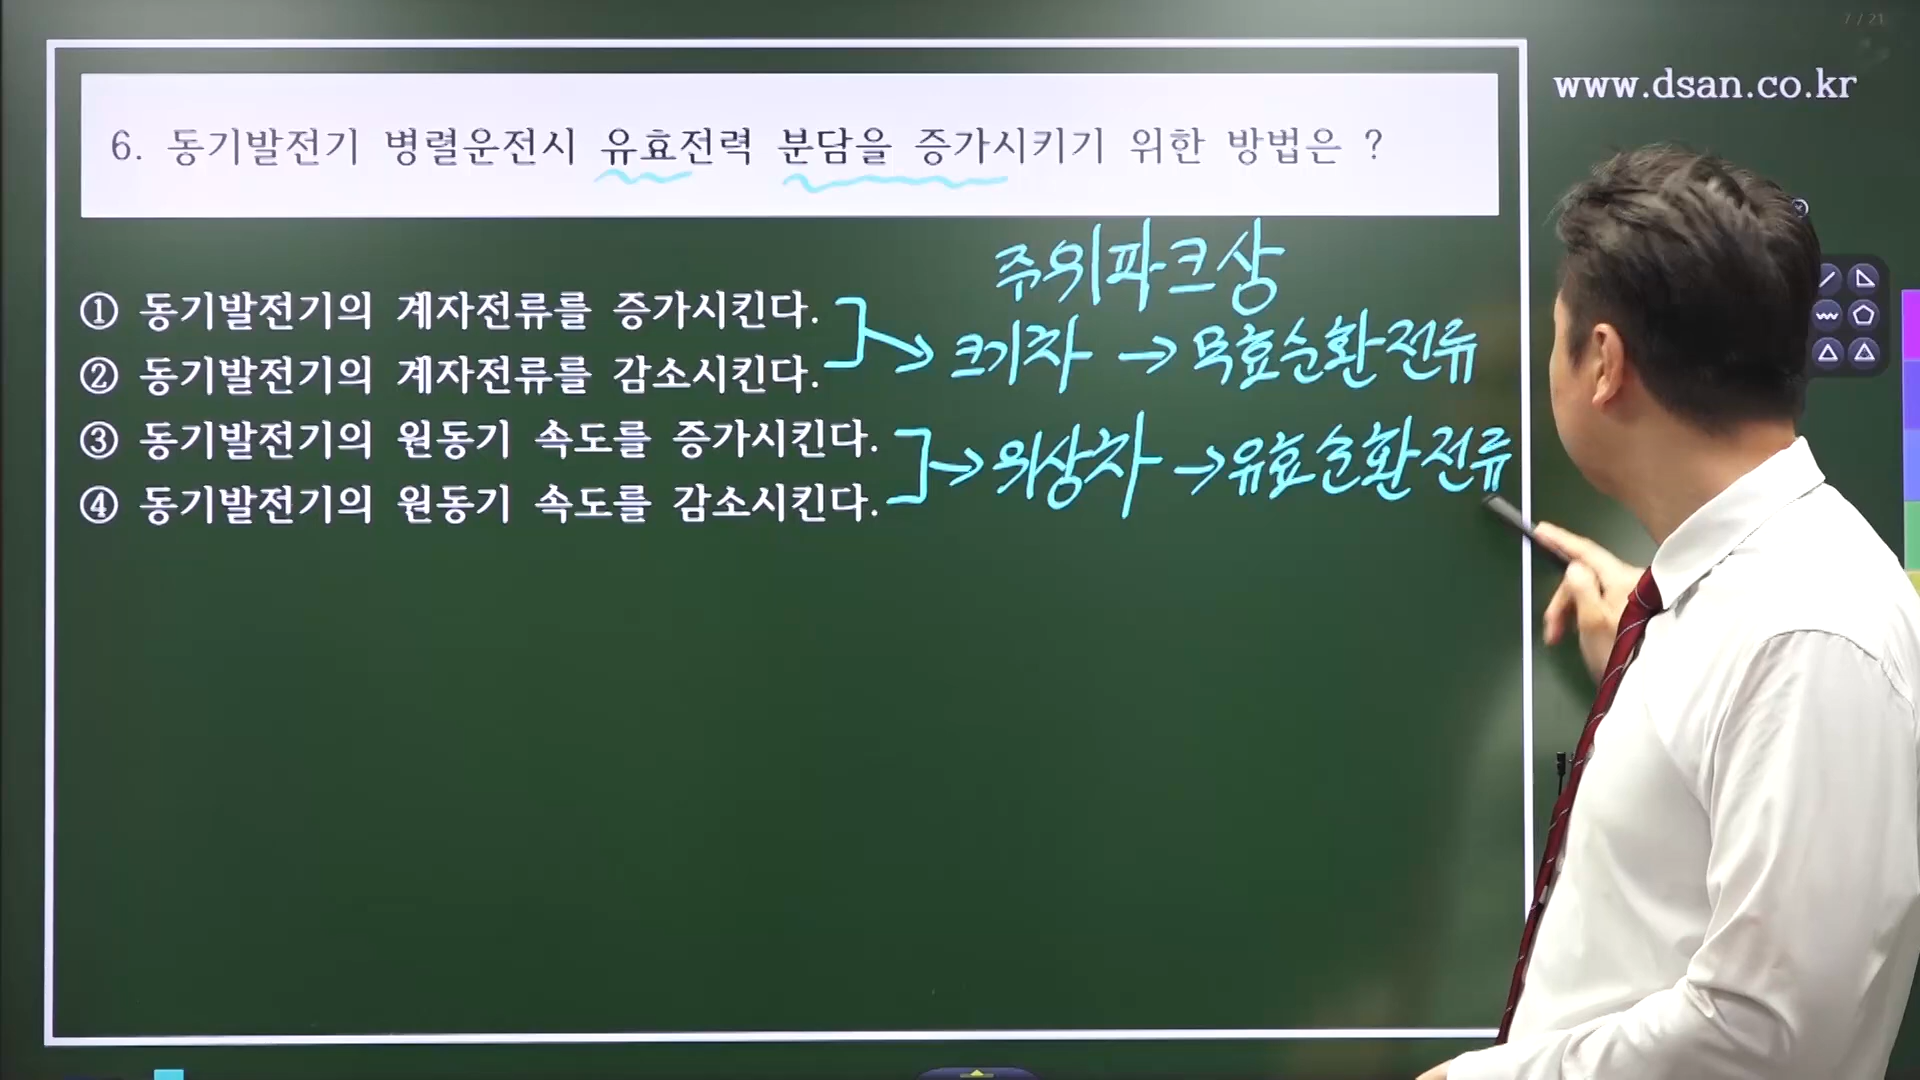 7 / 21
www.dsan.co.kr
6. 동기발전기 병렬운전시 유효전력 분담을 증가시키기 위한 방법은 ?
주위파크상
① 동기발전기의 계자전류를 증가시킨다.
② 동기발전기의 계자전류를 감소시킨다.
크기차 → 무효순환전류
③ 동기발전기의 원동기 속도를 증가시킨다.
④ 동기발전기의 원동기 속도를 감소시킨다.
위상차 → 유효순환전류